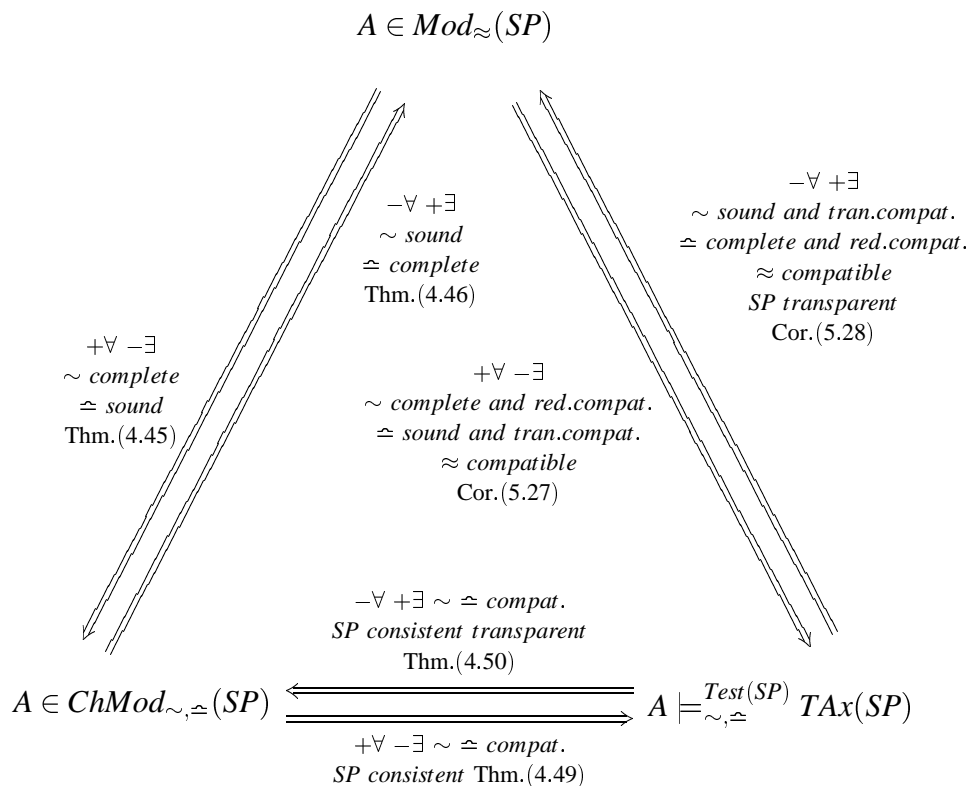 A ∈ Mod≈(SP)
−∀ +∃
∼ sound
≏ complete
Thm.(4.46)
−∀ +∃
∼ sound and tran.compat.
≏ complete and red.compat.
≈ compatible
SP transparent
Cor.(5.28)
+∀ −∃
∼ complete
≏ sound
Thm.(4.45)
+∀ −∃
∼ complete and red.compat.
≏ sound and tran.compat.
≈ compatible
Cor.(5.27)
−∀ +∃ ∼ ≏ compat.
SP consistent transparent
Thm.(4.50)
A ∈ ChMod∼,≏(SP)
A ⊨∼,≏^Test(SP) TAx(SP)
+∀ −∃ ∼ ≏ compat.
SP consistent Thm.(4.49)